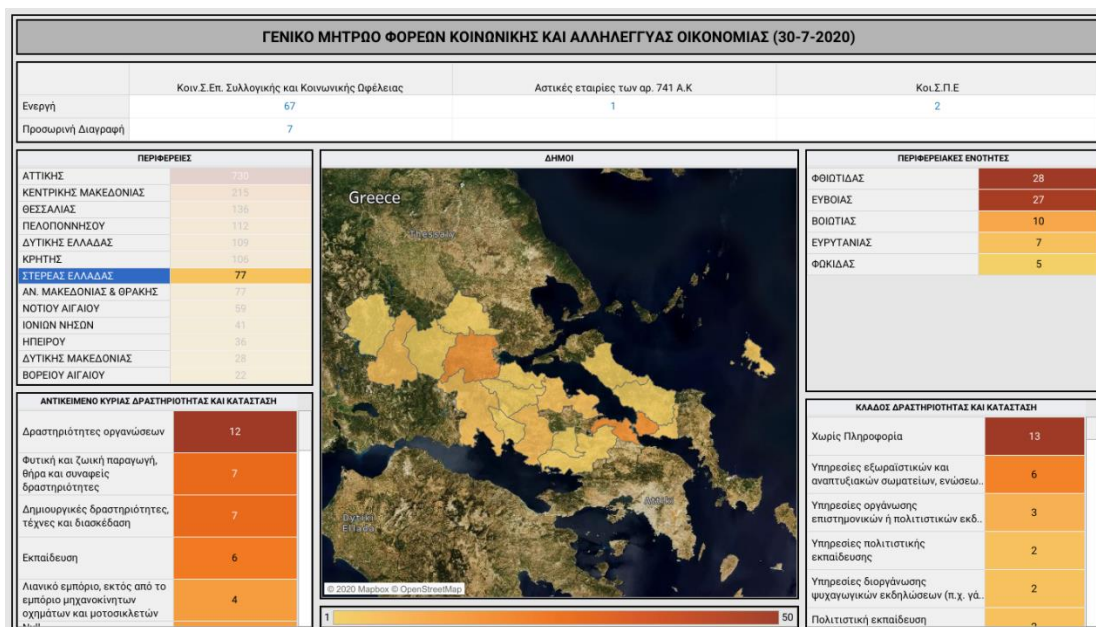 ΓΕΝΙΚΟ ΜΗΤΡΩΟ ΦΟΡΕΩΝ ΚΟΙΝΩΝΙΚΗΣ ΚΑΙ ΑΛΛΗΛΕΓΓΥΑΣ ΟΙΚΟΝΟΜΙΑΣ (30-7-2020)
Κοιν.Σ.Επ. Συλλογικής και Κοινωνικής Ωφέλειας Αστικές εταιρίες των αρ. 741 Α.Κ Κοι.Σ.Π.Ε
Ενεργή 67 1 2
Προσωρινή Διαγραφή 7
ΠΕΡΙΦΕΡΕΙΕΣ
ΑΤΤΙΚΗΣ 730
ΚΕΝΤΡΙΚΗΣ ΜΑΚΕΔΟΝΙΑΣ 215
ΘΕΣΣΑΛΙΑΣ 136
ΠΕΛΟΠΟΝΝΗΣΟΥ 112
ΔΥΤΙΚΗΣ ΕΛΛΑΔΑΣ 109
ΚΡΗΤΗΣ 106
ΣΤΕΡΕΑΣ ΕΛΛΑΔΑΣ 77
ΑΝ. ΜΑΚΕΔΟΝΙΑΣ & ΘΡΑΚΗΣ 77
ΝΟΤΙΟΥ ΑΙΓΑΙΟΥ 59
ΙΟΝΙΩΝ ΝΗΣΩΝ 41
ΗΠΕΙΡΟΥ 36
ΔΥΤΙΚΗΣ ΜΑΚΕΔΟΝΙΑΣ 28
ΒΟΡΕΙΟΥ ΑΙΓΑΙΟΥ 22
ΔΗΜΟΙ
Greece
Thessaly
Dytiki
Ellada
Attiki
© 2020 Mapbox © OpenStreetMap
1 50
ΠΕΡΙΦΕΡΕΙΑΚΕΣ ΕΝΟΤΗΤΕΣ
ΦΘΙΩΤΙΔΑΣ 28
ΕΥΒΟΙΑΣ 27
ΒΟΙΩΤΙΑΣ 10
ΕΥΡΥΤΑΝΙΑΣ 7
ΦΩΚΙΔΑΣ 5
ΑΝΤΙΚΕΙΜΕΝΟ ΚΥΡΙΑΣ ΔΡΑΣΤΗΡΙΟΤΗΤΑΣ ΚΑΙ ΚΑΤΑΣΤΑΣΗ
Δραστηριότητες οργανώσεων 12
Φυτική και ζωική παραγωγή,
θήρα και συναφείς 7
δραστηριότητες
Δημιουργικές δραστηριότητες, 7
τέχνες και διασκέδαση
Εκπαίδευση 6
Λιανικό εμπόριο, εκτός από το
εμπόριο μηχανοκίνητων 4
οχημάτων και μοτοσικλετών
Null
ΚΛΑΔΟΣ ΔΡΑΣΤΗΡΙΟΤΗΤΑΣ ΚΑΙ ΚΑΤΑΣΤΑΣΗ
Χωρίς Πληροφορία 13
Υπηρεσίες εξωραϊστικών και 6
αναπτυξιακών σωματείων, ενώσεω..
Υπηρεσίες οργάνωσης 3
επιστημονικών ή πολιτιστικών εκδ..
Υπηρεσίες πολιτιστικής 2
εκπαίδευσης
Υπηρεσίες διοργάνωσης 2
ψυχαγωγικών εκδηλώσεων (π.χ. γά..
Πολιτιστική εκπαίδευση 2